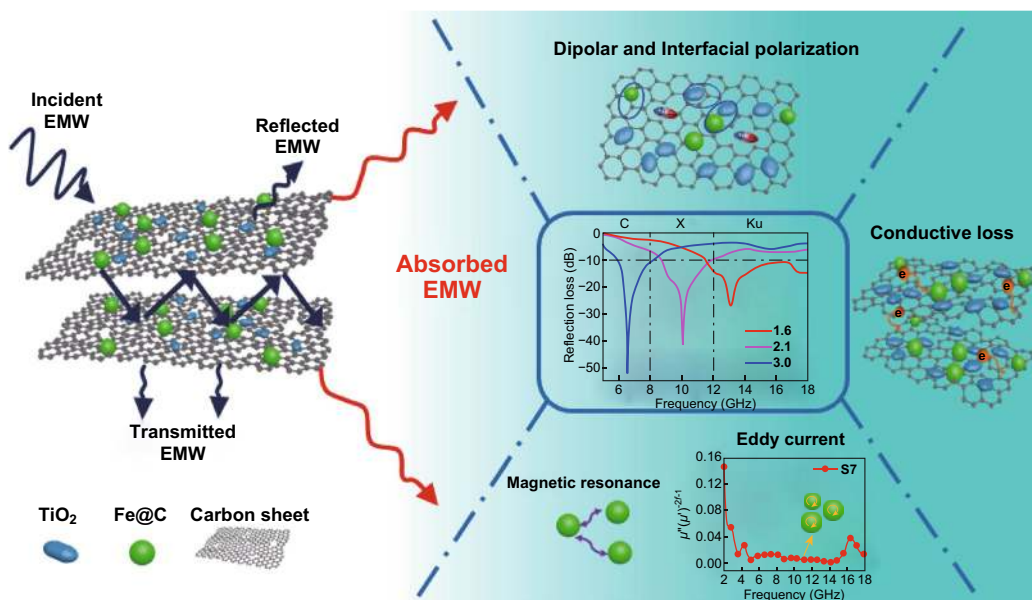 Incident
EMW
Reflected
EMW
Transmitted
EMW
TiO₂
Fe@C
Carbon sheet
Absorbed
EMW
Dipolar and Interfacial polarization
C X Ku
0
−10
−20
−30
−40
−50
Reflection loss (dB)
1.6
2.1
3.0
6 8 10 12 14 16 18
Frequency (GHz)
Conductive loss
e
e
e
e
Magnetic resonance
Eddy current
0.16
0.12
0.08
0.04
0.00
μ″(μ′)⁻²f⁻¹
S7
2 4 6 8 10 12 14 16 18
Frequency (GHz)